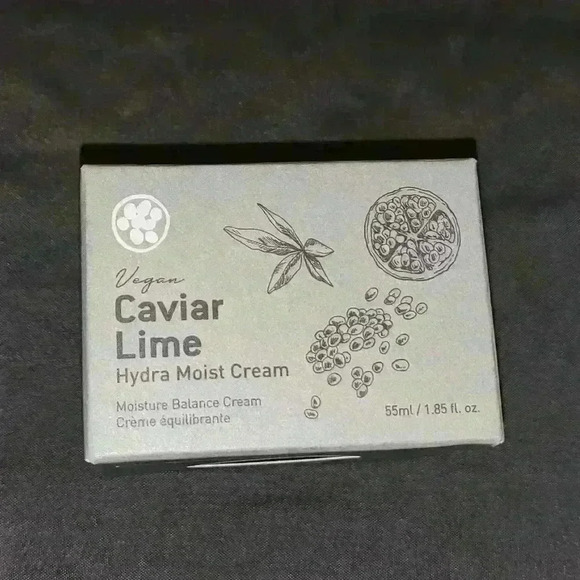 Vegan
Caviar
Lime
Hydra Moist Cream
Moisture Balance Cream
Crème équilibrante
55ml / 1.85 fl. oz.